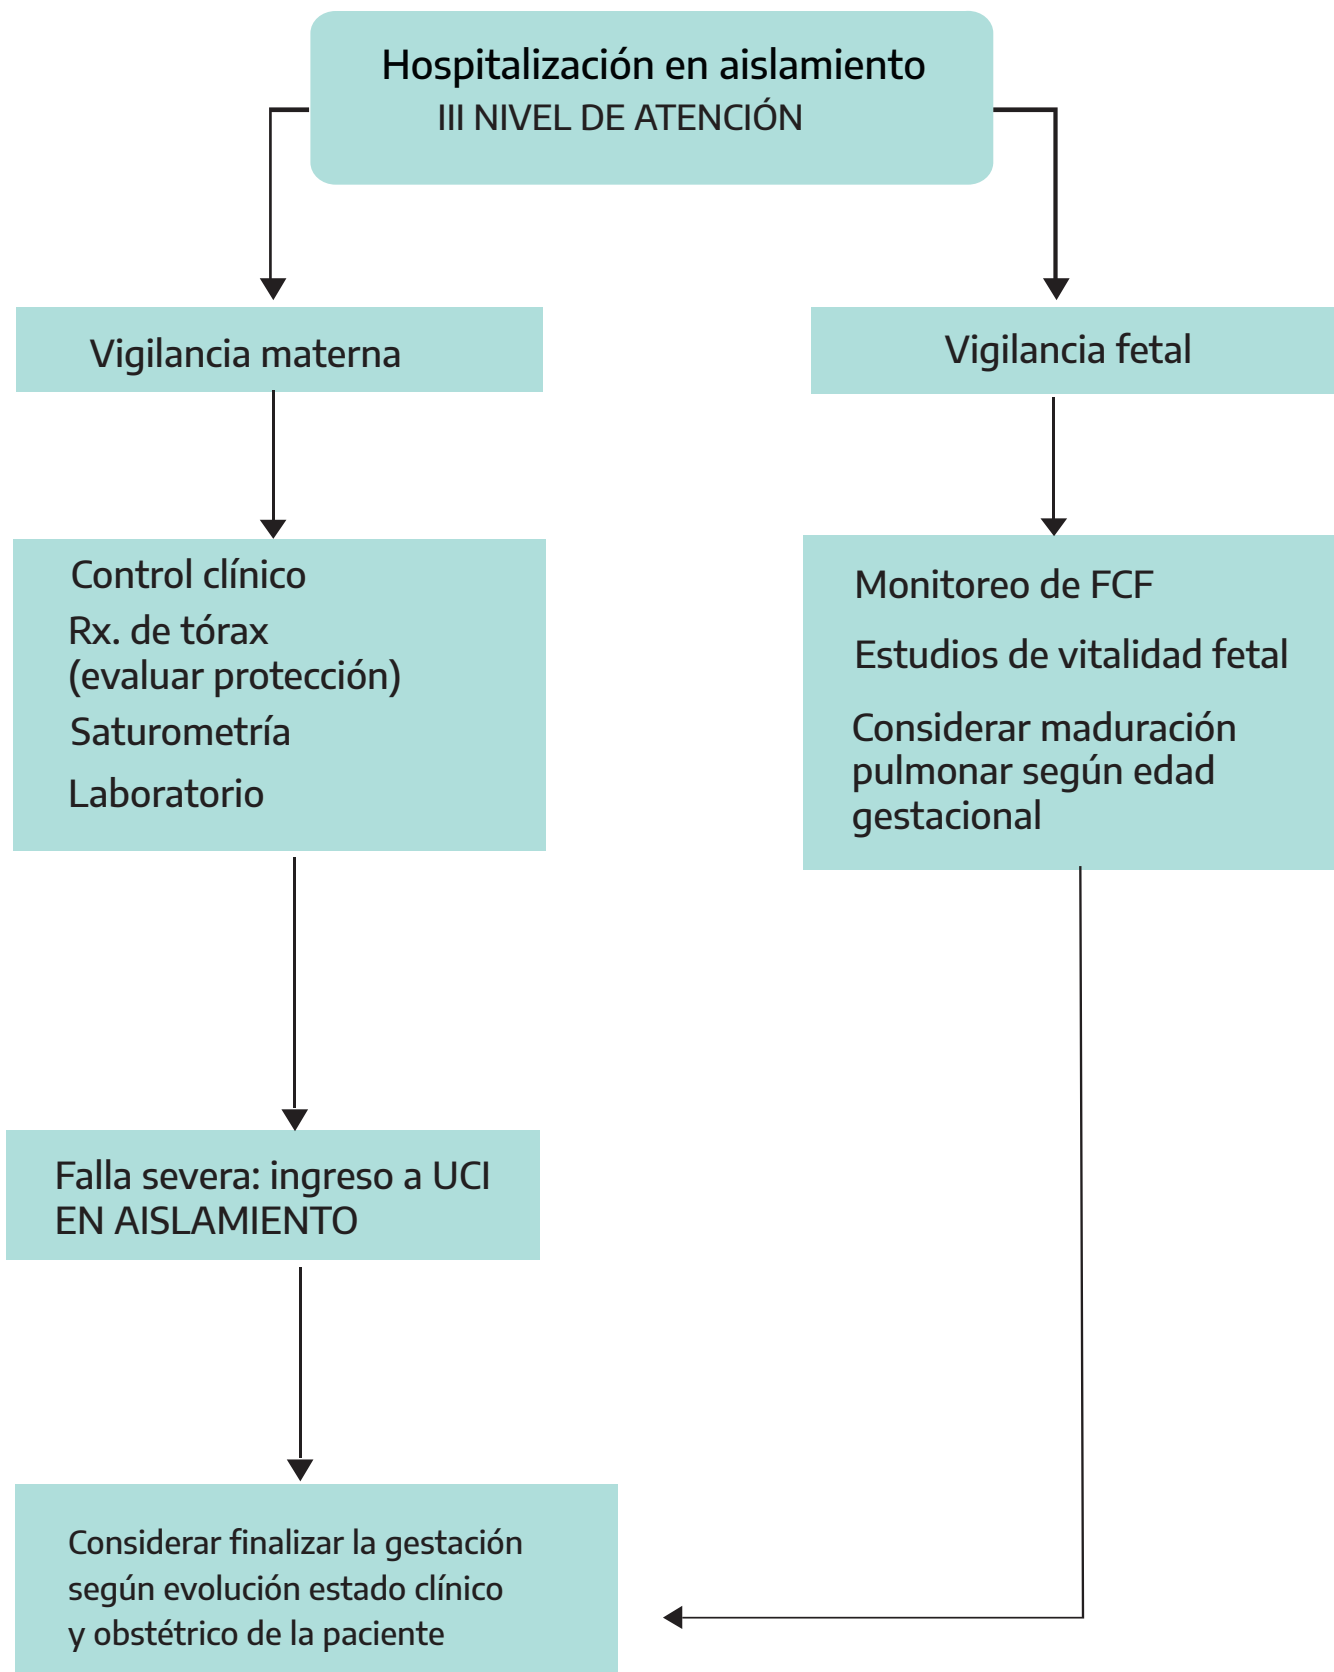 Hospitalización en aislamiento
III NIVEL DE ATENCIÓN
Vigilancia materna
Vigilancia fetal
Control clínico
Rx. de tórax
(evaluar protección)
Saturometría
Laboratorio
Monitoreo de FCF
Estudios de vitalidad fetal
Considerar maduración
pulmonar según edad
gestacional
Falla severa: ingreso a UCI
EN AISLAMIENTO
Considerar finalizar la gestación
según evolución estado clínico
y obstétrico de la paciente